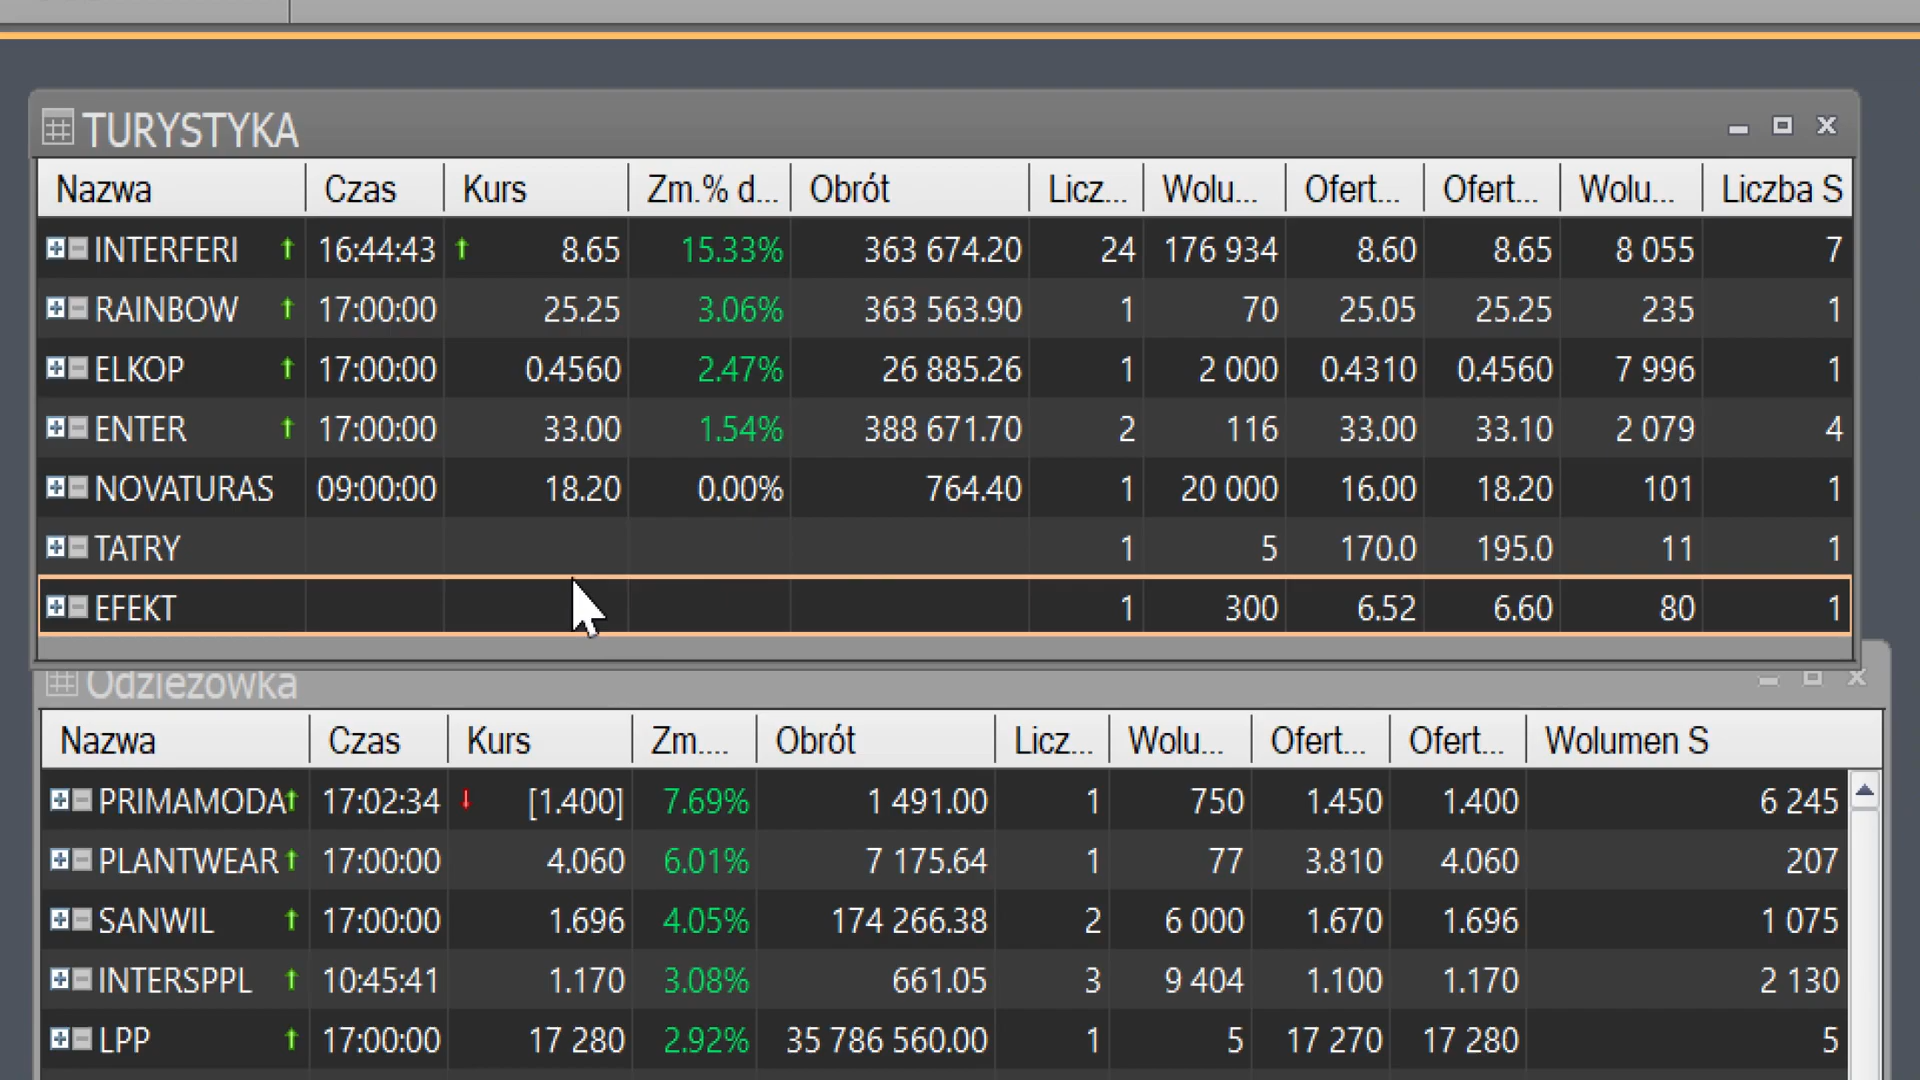 TURYSTYKA
Nazwa Czas Kurs Zm.% d... Obrót Licz... Wolu... Ofert... Ofert... Wolu... Liczba S
INTERFERI 16:44:43 8.65 15.33% 363 674.20 24 176 934 8.60 8.65 8 055 7
RAINBOW 17:00:00 25.25 3.06% 363 563.90 1 70 25.05 25.25 235 1
ELKOP 17:00:00 0.4560 2.47% 26 885.26 1 2 000 0.4310 0.4560 7 996 1
ENTER 17:00:00 33.00 1.54% 388 671.70 2 116 33.00 33.10 2 079 4
NOVATURAS 09:00:00 18.20 0.00% 764.40 1 20 000 16.00 18.20 101 1
TATRY 1 5 170.0 195.0 11 1
EFEKT 1 300 6.52 6.60 80 1
Odzieżówka
Nazwa Czas Kurs Zm.... Obrót Licz... Wolu... Ofert... Ofert... Wolumen S
PRIMAMODA 17:02:34 [1.400] 7.69% 1 491.00 1 750 1.450 1.400 6 245
PLANTWEAR 17:00:00 4.060 6.01% 7 175.64 1 77 3.810 4.060 207
SANWIL 17:00:00 1.696 4.05% 174 266.38 2 6 000 1.670 1.696 1 075
INTERSPPL 10:45:41 1.170 3.08% 661.05 3 9 404 1.100 1.170 2 130
LPP 17:00:00 17 280 2.92% 35 786 560.00 1 5 17 270 17 280 5